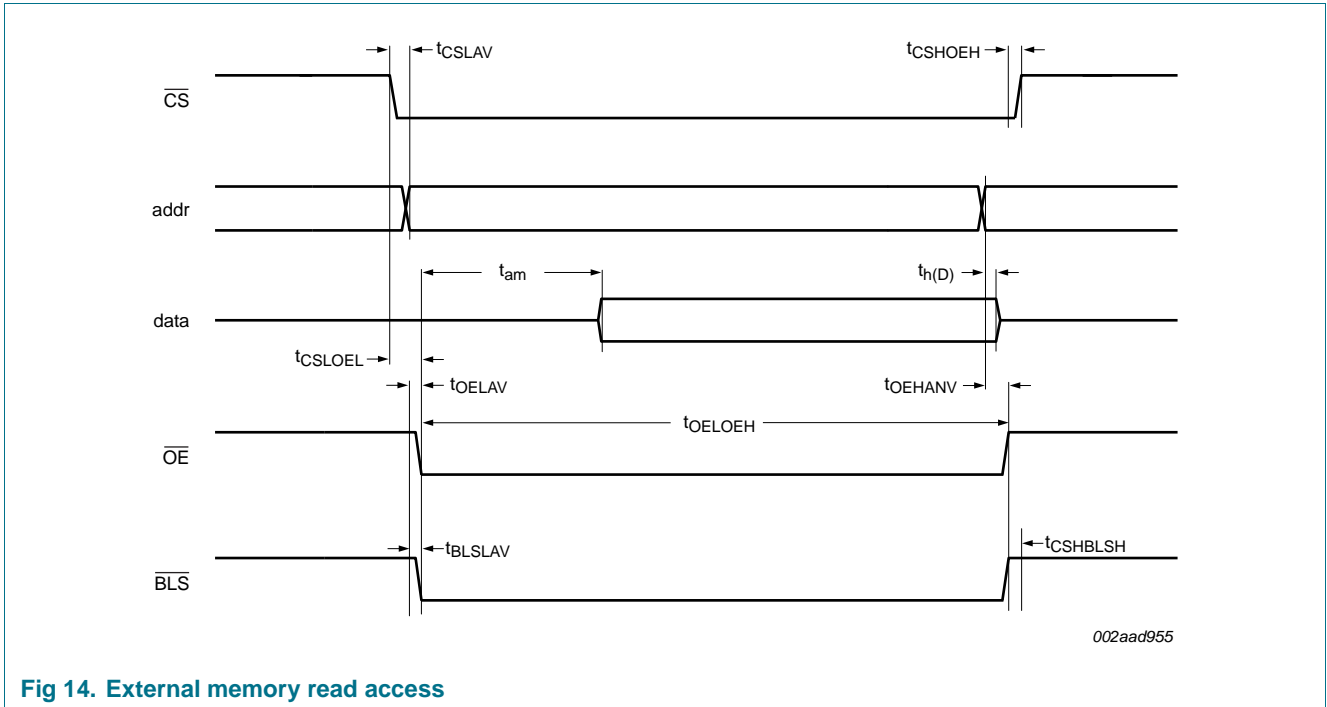 tCSLAV
tCSHOEH
CS
addr
tam
th(D)
data
tCSLOEL
tOELAV
tOEHANV
tOELOEH
OE
tBLSLAV
tCSHBLSH
BLS
002aad955
Fig 14. External memory read access